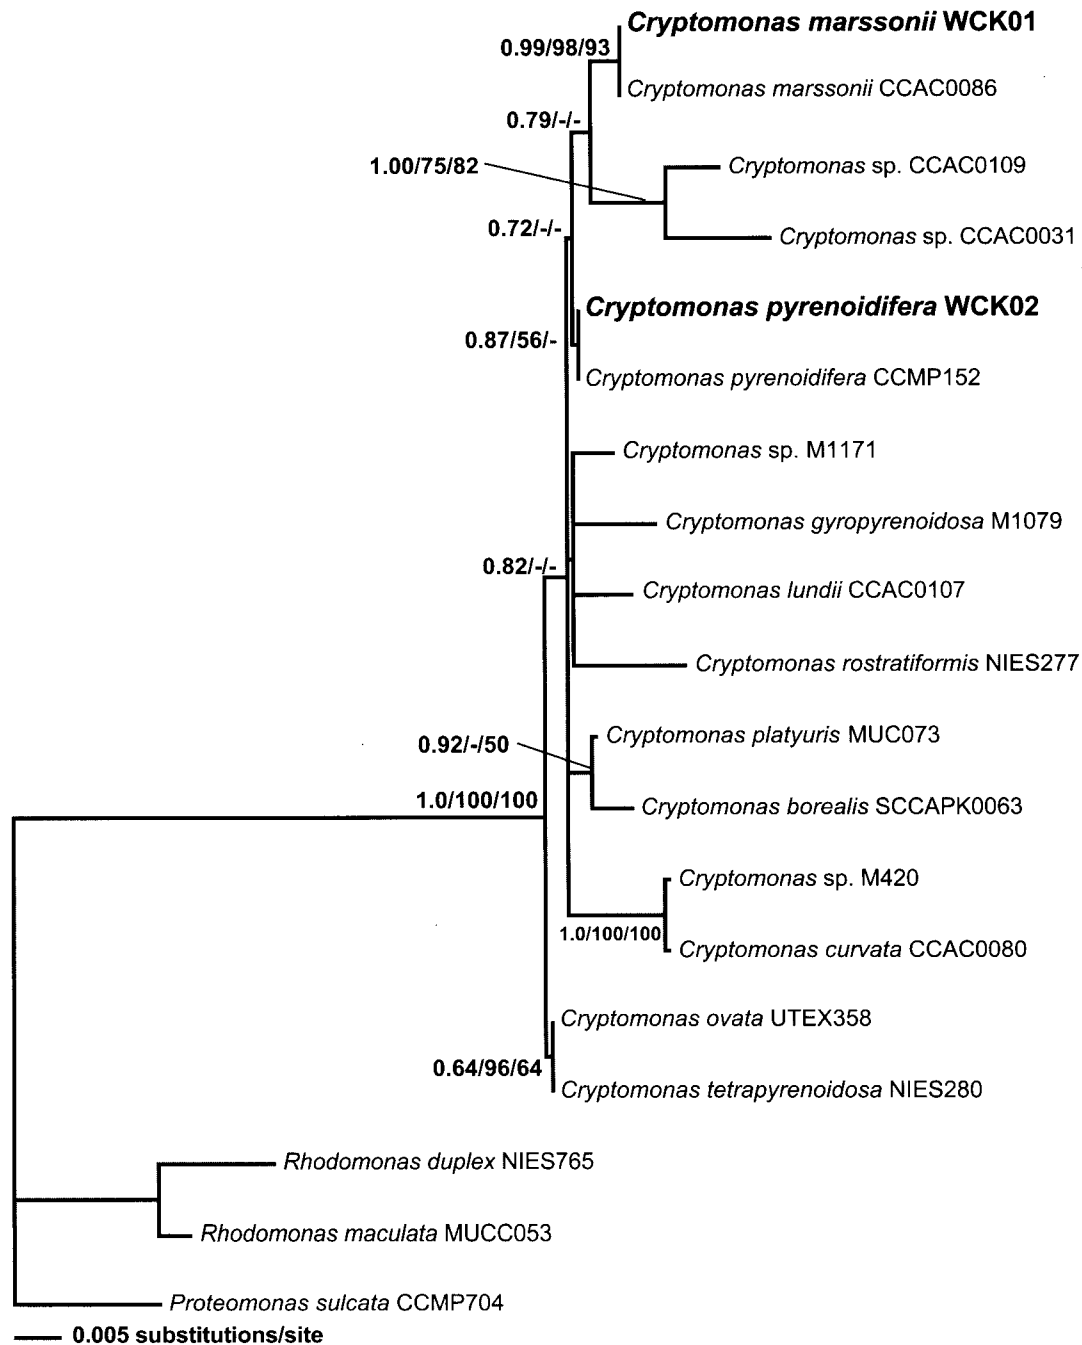 Cryptomonas marssonii WCK01
0.99/98/93
Cryptomonas marssonii CCAC0086
0.79/-/-
1.00/75/82
Cryptomonas sp. CCAC0109
0.72/-/-
Cryptomonas sp. CCAC0031
Cryptomonas pyrenoidifera WCK02
0.87/56/-
Cryptomonas pyrenoidifera CCMP152
Cryptomonas sp. M1171
Cryptomonas gyropyrenoidosa M1079
0.82/-/-
Cryptomonas lundii CCAC0107
Cryptomonas rostratiformis NIES277
0.92/-/50
Cryptomonas platyuris MUC073
1.0/100/100
Cryptomonas borealis SCCAPK0063
Cryptomonas sp. M420
1.0/100/100
Cryptomonas curvata CCAC0080
Cryptomonas ovata UTEX358
0.64/96/64
Cryptomonas tetrapyrenoidosa NIES280
Rhodomonas duplex NIES765
Rhodomonas maculata MUCC053
Proteomonas sulcata CCMP704
0.005 substitutions/site